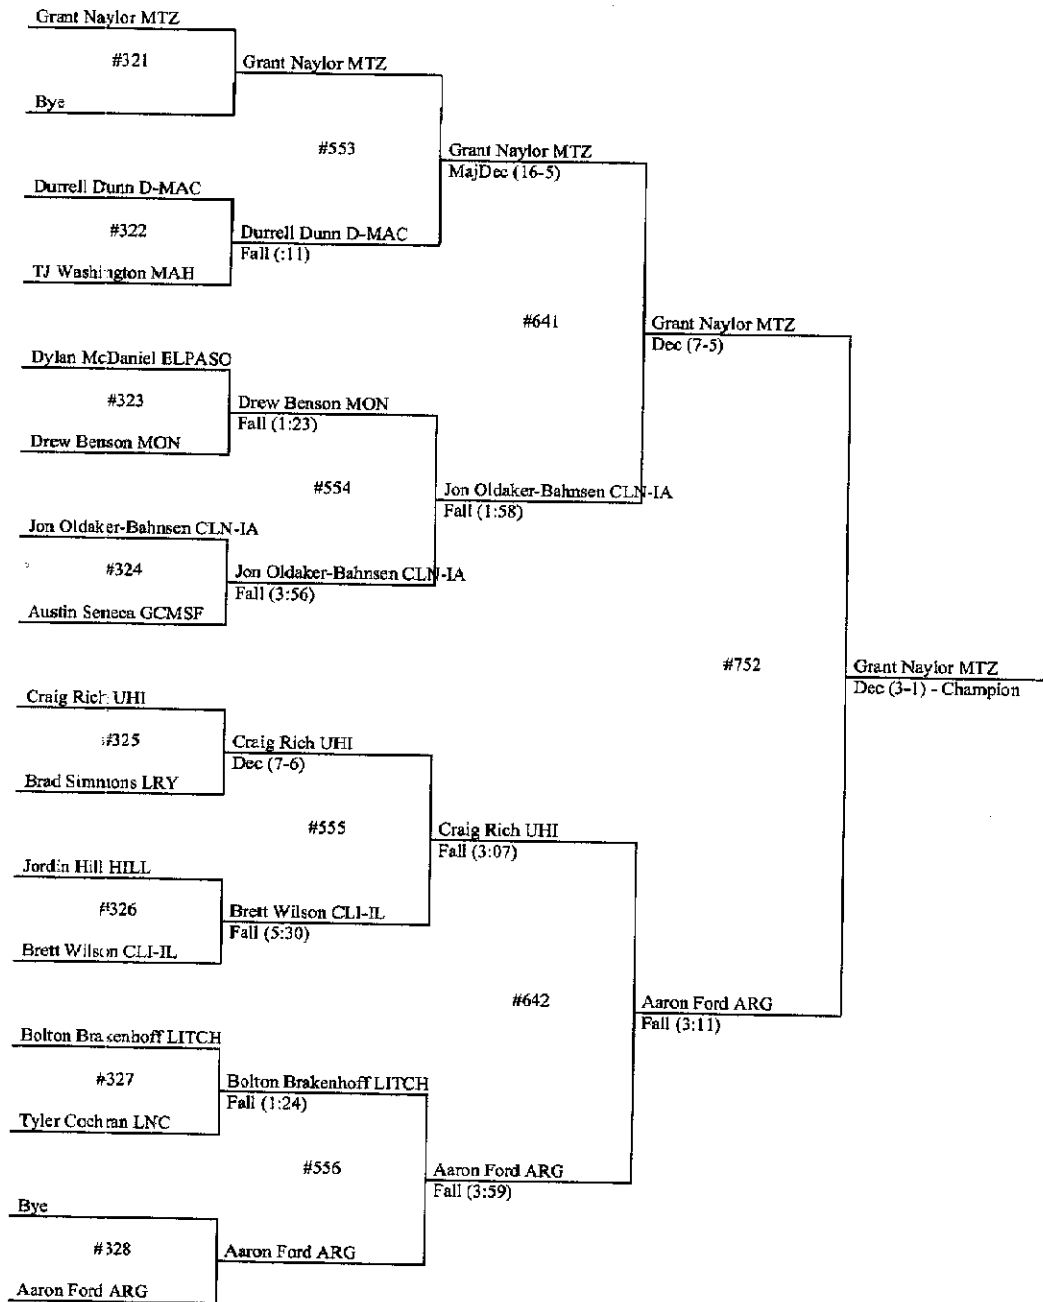 Grant Naylor MTZ
#321
Grant Naylor MTZ
Bye
#553
Grant Naylor MTZ
MajDec (16-5)
Durrell Dunn D-MAC
#322
Durrell Dunn D-MAC
Fall (:11)
TJ Washington MAH
#641
Grant Naylor MTZ
Dec (7-5)
Dylan McDaniel ELPASO
#323
Drew Benson MON
Fall (1:23)
Drew Benson MON
#554
Jon Oldaker-Bahnsen CLN-IA
Fall (1:58)
Jon Oldaker-Bahnsen CLN-IA
#324
Jon Oldaker-Bahnsen CLN-IA
Fall (3:56)
Austin Seneca GCMSF
#752
Grant Naylor MTZ
Dec (3-1) - Champion
Craig Rich UHI
#325
Craig Rich UHI
Dec (7-6)
Brad Simmons LRY
#555
Craig Rich UHI
Fall (3:07)
Jordin Hill HILL
#326
Brett Wilson CLI-IL
Fall (5:30)
Brett Wilson CLI-IL
#642
Aaron Ford ARG
Fall (3:11)
Bolton Brakenhoff LITCH
#327
Bolton Brakenhoff LITCH
Fall (1:24)
Tyler Cochran LNC
#556
Aaron Ford ARG
Fall (3:59)
Bye
#328
Aaron Ford ARG
Aaron Ford ARG